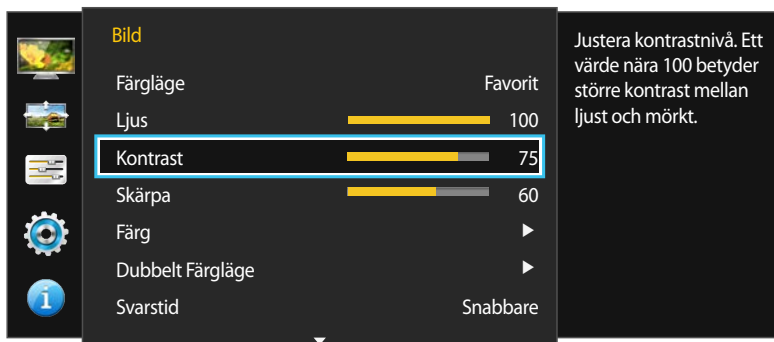 Bild
Färgläge Favorit
Ljus 100
Kontrast 75
Skärpa 60
Färg
Dubbelt Färgläge
Svarstid Snabbare
Justera kontrastnivå. Ett
värde nära 100 betyder
större kontrast mellan
ljust och mörkt.